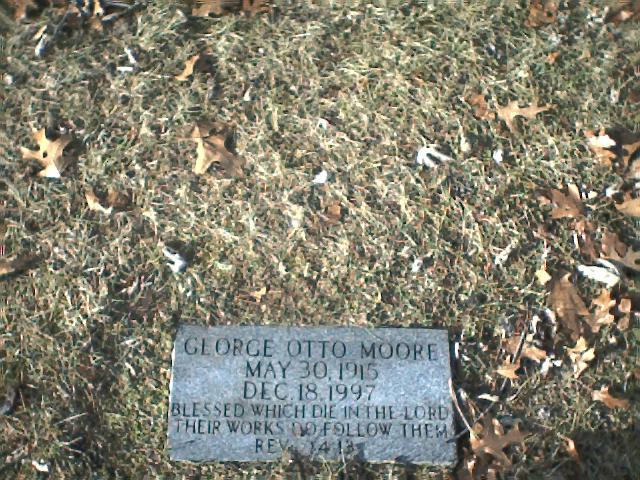 GEORGE OTTO MOORE
MAY 30, 1915
DEC. 18, 1997
BLESSED WHICH DIE IN THE LORD
THEIR WORKS DO FOLLOW THEM
REV. 14:13